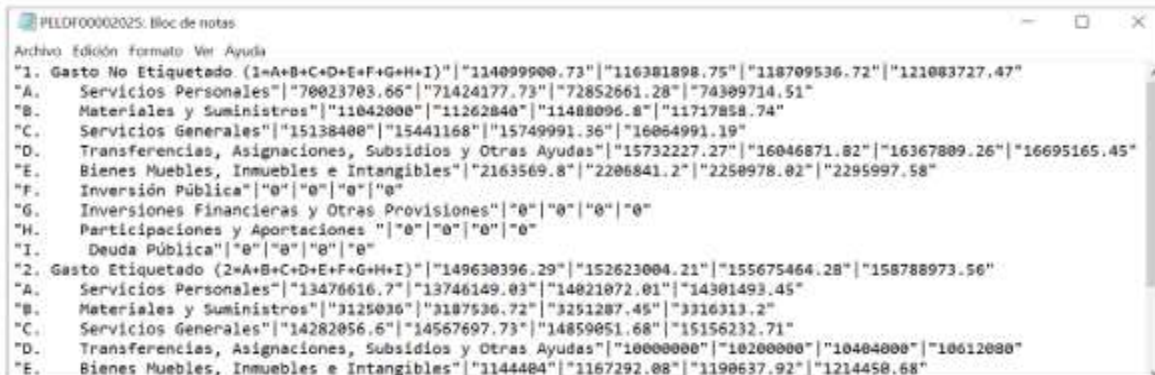 PELDF00002025: Bloc de notas
Archivo Edición Formato Ver Ayuda
"1. Gasto No Etiquetado (1=A+B+C+D+E+F+G+H+I)"|"114099900.73"|"116381898.75"|"118709536.72"|"121083727.47"
"A. Servicios Personales"|"70023703.66"|"71424177.73"|"72852661.28"|"74309714.51"
"B. Materiales y Suministros"|"11042000"|"11262840"|"11488096.8"|"11717858.74"
"C. Servicios Generales"|"15138400"|"15441168"|"15749991.36"|"16064991.19"
"D. Transferencias, Asignaciones, Subsidios y Otras Ayudas"|"15732227.27"|"16046871.82"|"16367809.26"|"16695165.45"
"E. Bienes Muebles, Inmuebles e Intangibles"|"2163569.8"|"2206841.2"|"2250978.02"|"2295997.58"
"F. Inversión Pública"|"0"|"0"|"0"|"0"
"G. Inversiones Financieras y Otras Provisiones"|"0"|"0"|"0"|"0"
"H. Participaciones y Aportaciones "|"0"|"0"|"0"|"0"
"I. Deuda Pública"|"0"|"0"|"0"|"0"
"2. Gasto Etiquetado (2=A+B+C+D+E+F+G+H+I)"|"149630396.29"|"152623004.21"|"155675464.28"|"158788973.56"
"A. Servicios Personales"|"13476616.7"|"13746149.03"|"14021072.01"|"14301493.45"
"B. Materiales y Suministros"|"3125036"|"3187536.72"|"3251287.45"|"3316313.2"
"C. Servicios Generales"|"14282056.6"|"14567697.73"|"14859051.68"|"15156232.71"
"D. Transferencias, Asignaciones, Subsidios y Otras Ayudas"|"10000000"|"10200000"|"10404000"|"10612080"
"E. Bienes Muebles, Inmuebles e Intangibles"|"1144404"|"1167292.08"|"1190637.92"|"1214450.68"